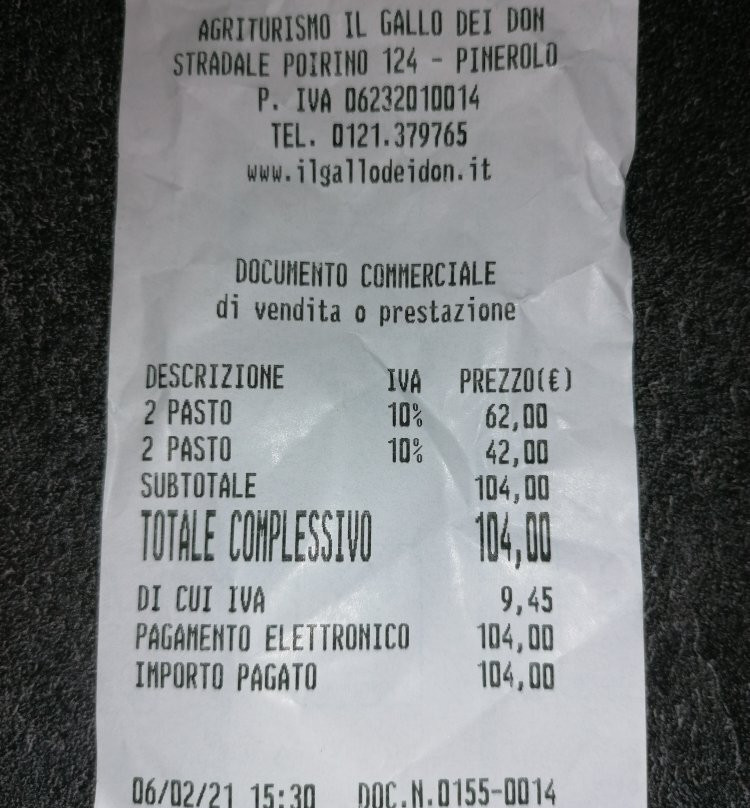 AGRITURISMO IL GALLO DEI DON
STRADALE POIRINO 124 - PINEROLO
P. IVA 06232010014
TEL. 0121.379765
www.ilgallodeidon.it
DOCUMENTO COMMERCIALE
di vendita o prestazione
DESCRIZIONE IVA PREZZO(€)
2 PASTO 10% 62,00
2 PASTO 10% 42,00
SUBTOTALE 104,00
TOTALE COMPLESSIVO 104,00
DI CUI IVA 9,45
PAGAMENTO ELETTRONICO 104,00
IMPORTO PAGATO 104,00
06/02/21 15:30 DOC.N.0155-0014